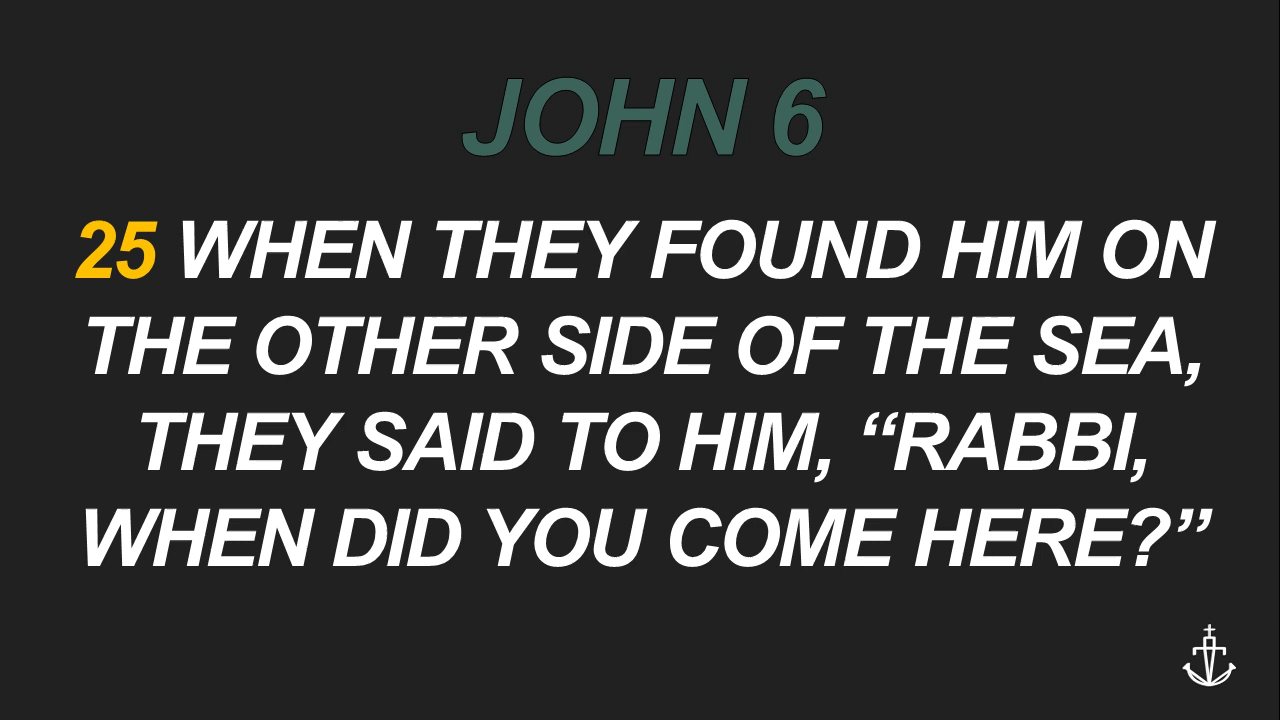 JOHN 6
25 WHEN THEY FOUND HIM ON
THE OTHER SIDE OF THE SEA,
THEY SAID TO HIM, “RABBI,
WHEN DID YOU COME HERE?”